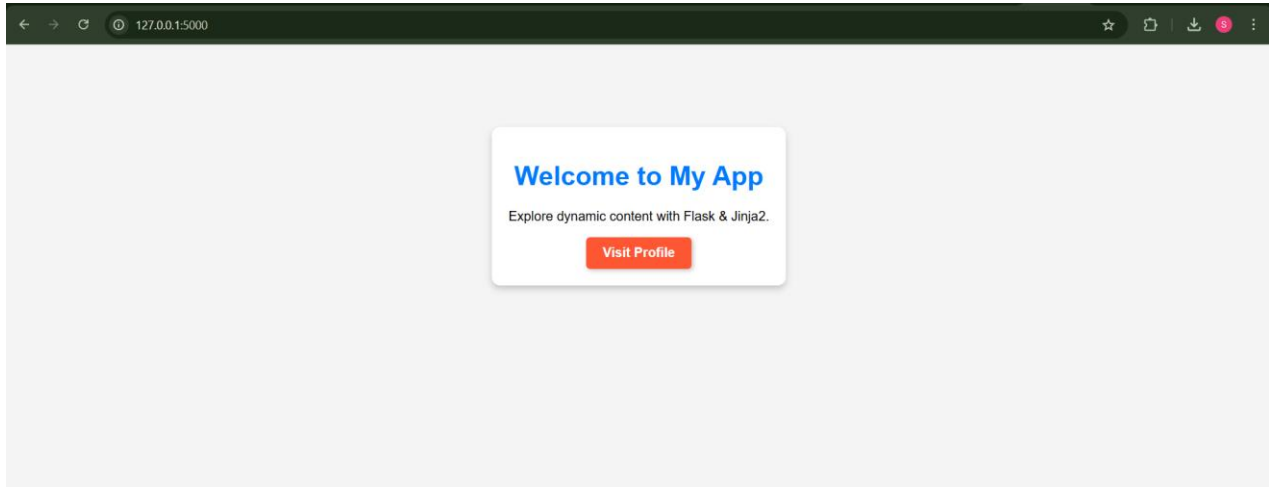 127.0.0.1:5000
S
Welcome to My App
Explore dynamic content with Flask & Jinja2.
Visit Profile